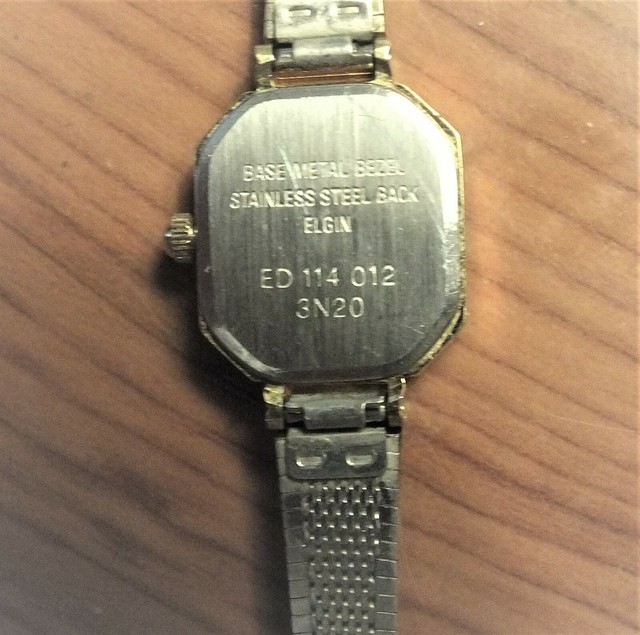 BASE METAL BEZEL
STAINLESS STEEL BACK
ELGIN
ED 114 012
3N20